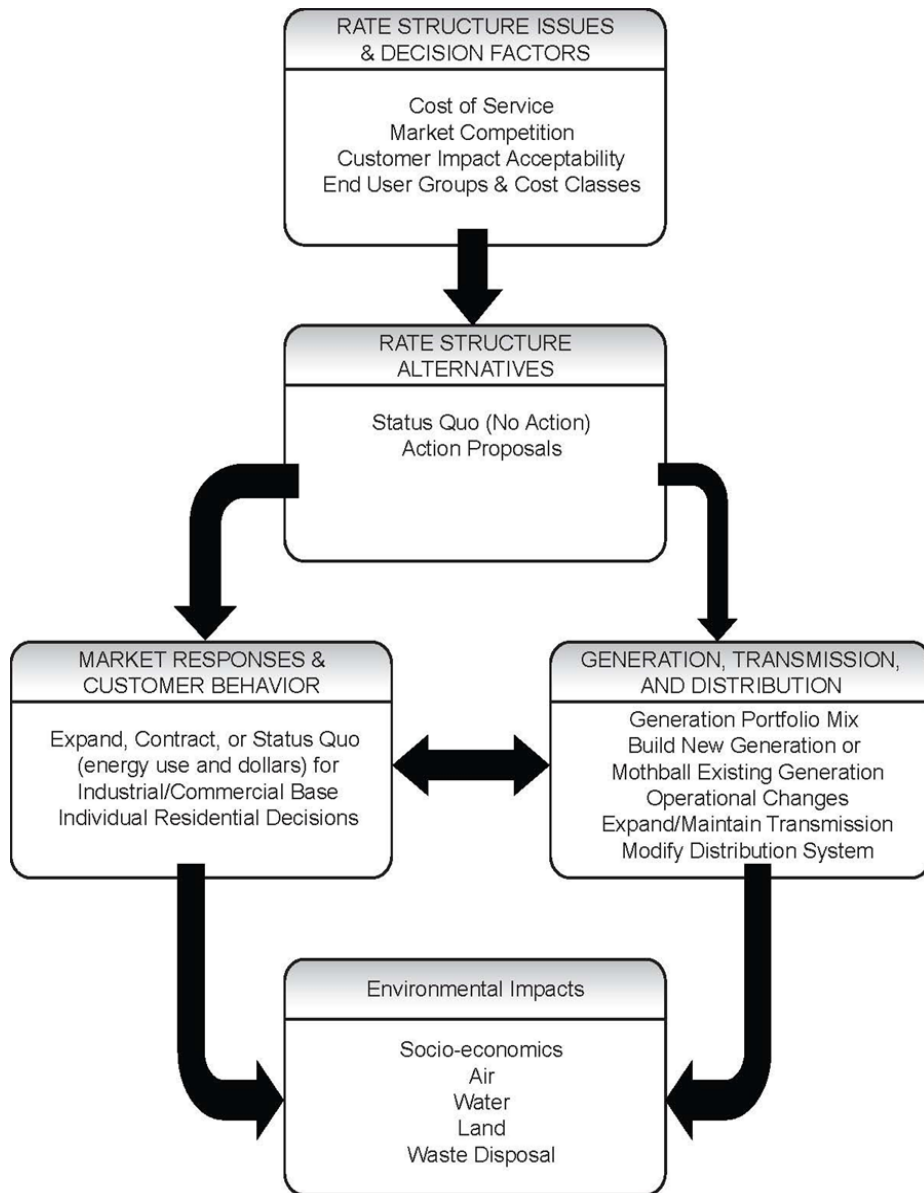 RATE STRUCTURE ISSUES
& DECISION FACTORS
Cost of Service
Market Competition
Customer Impact Acceptability
End User Groups & Cost Classes
RATE STRUCTURE
ALTERNATIVES
Status Quo (No Action)
Action Proposals
MARKET RESPONSES &
CUSTOMER BEHAVIOR
Expand, Contract, or Status Quo
(energy use and dollars) for
Industrial/Commercial Base
Individual Residential Decisions
GENERATION, TRANSMISSION,
AND DISTRIBUTION
Generation Portfolio Mix
Build New Generation or
Mothball Existing Generation
Operational Changes
Expand/Maintain Transmission
Modify Distribution System
Environmental Impacts
Socio-economics
Air
Water
Land
Waste Disposal